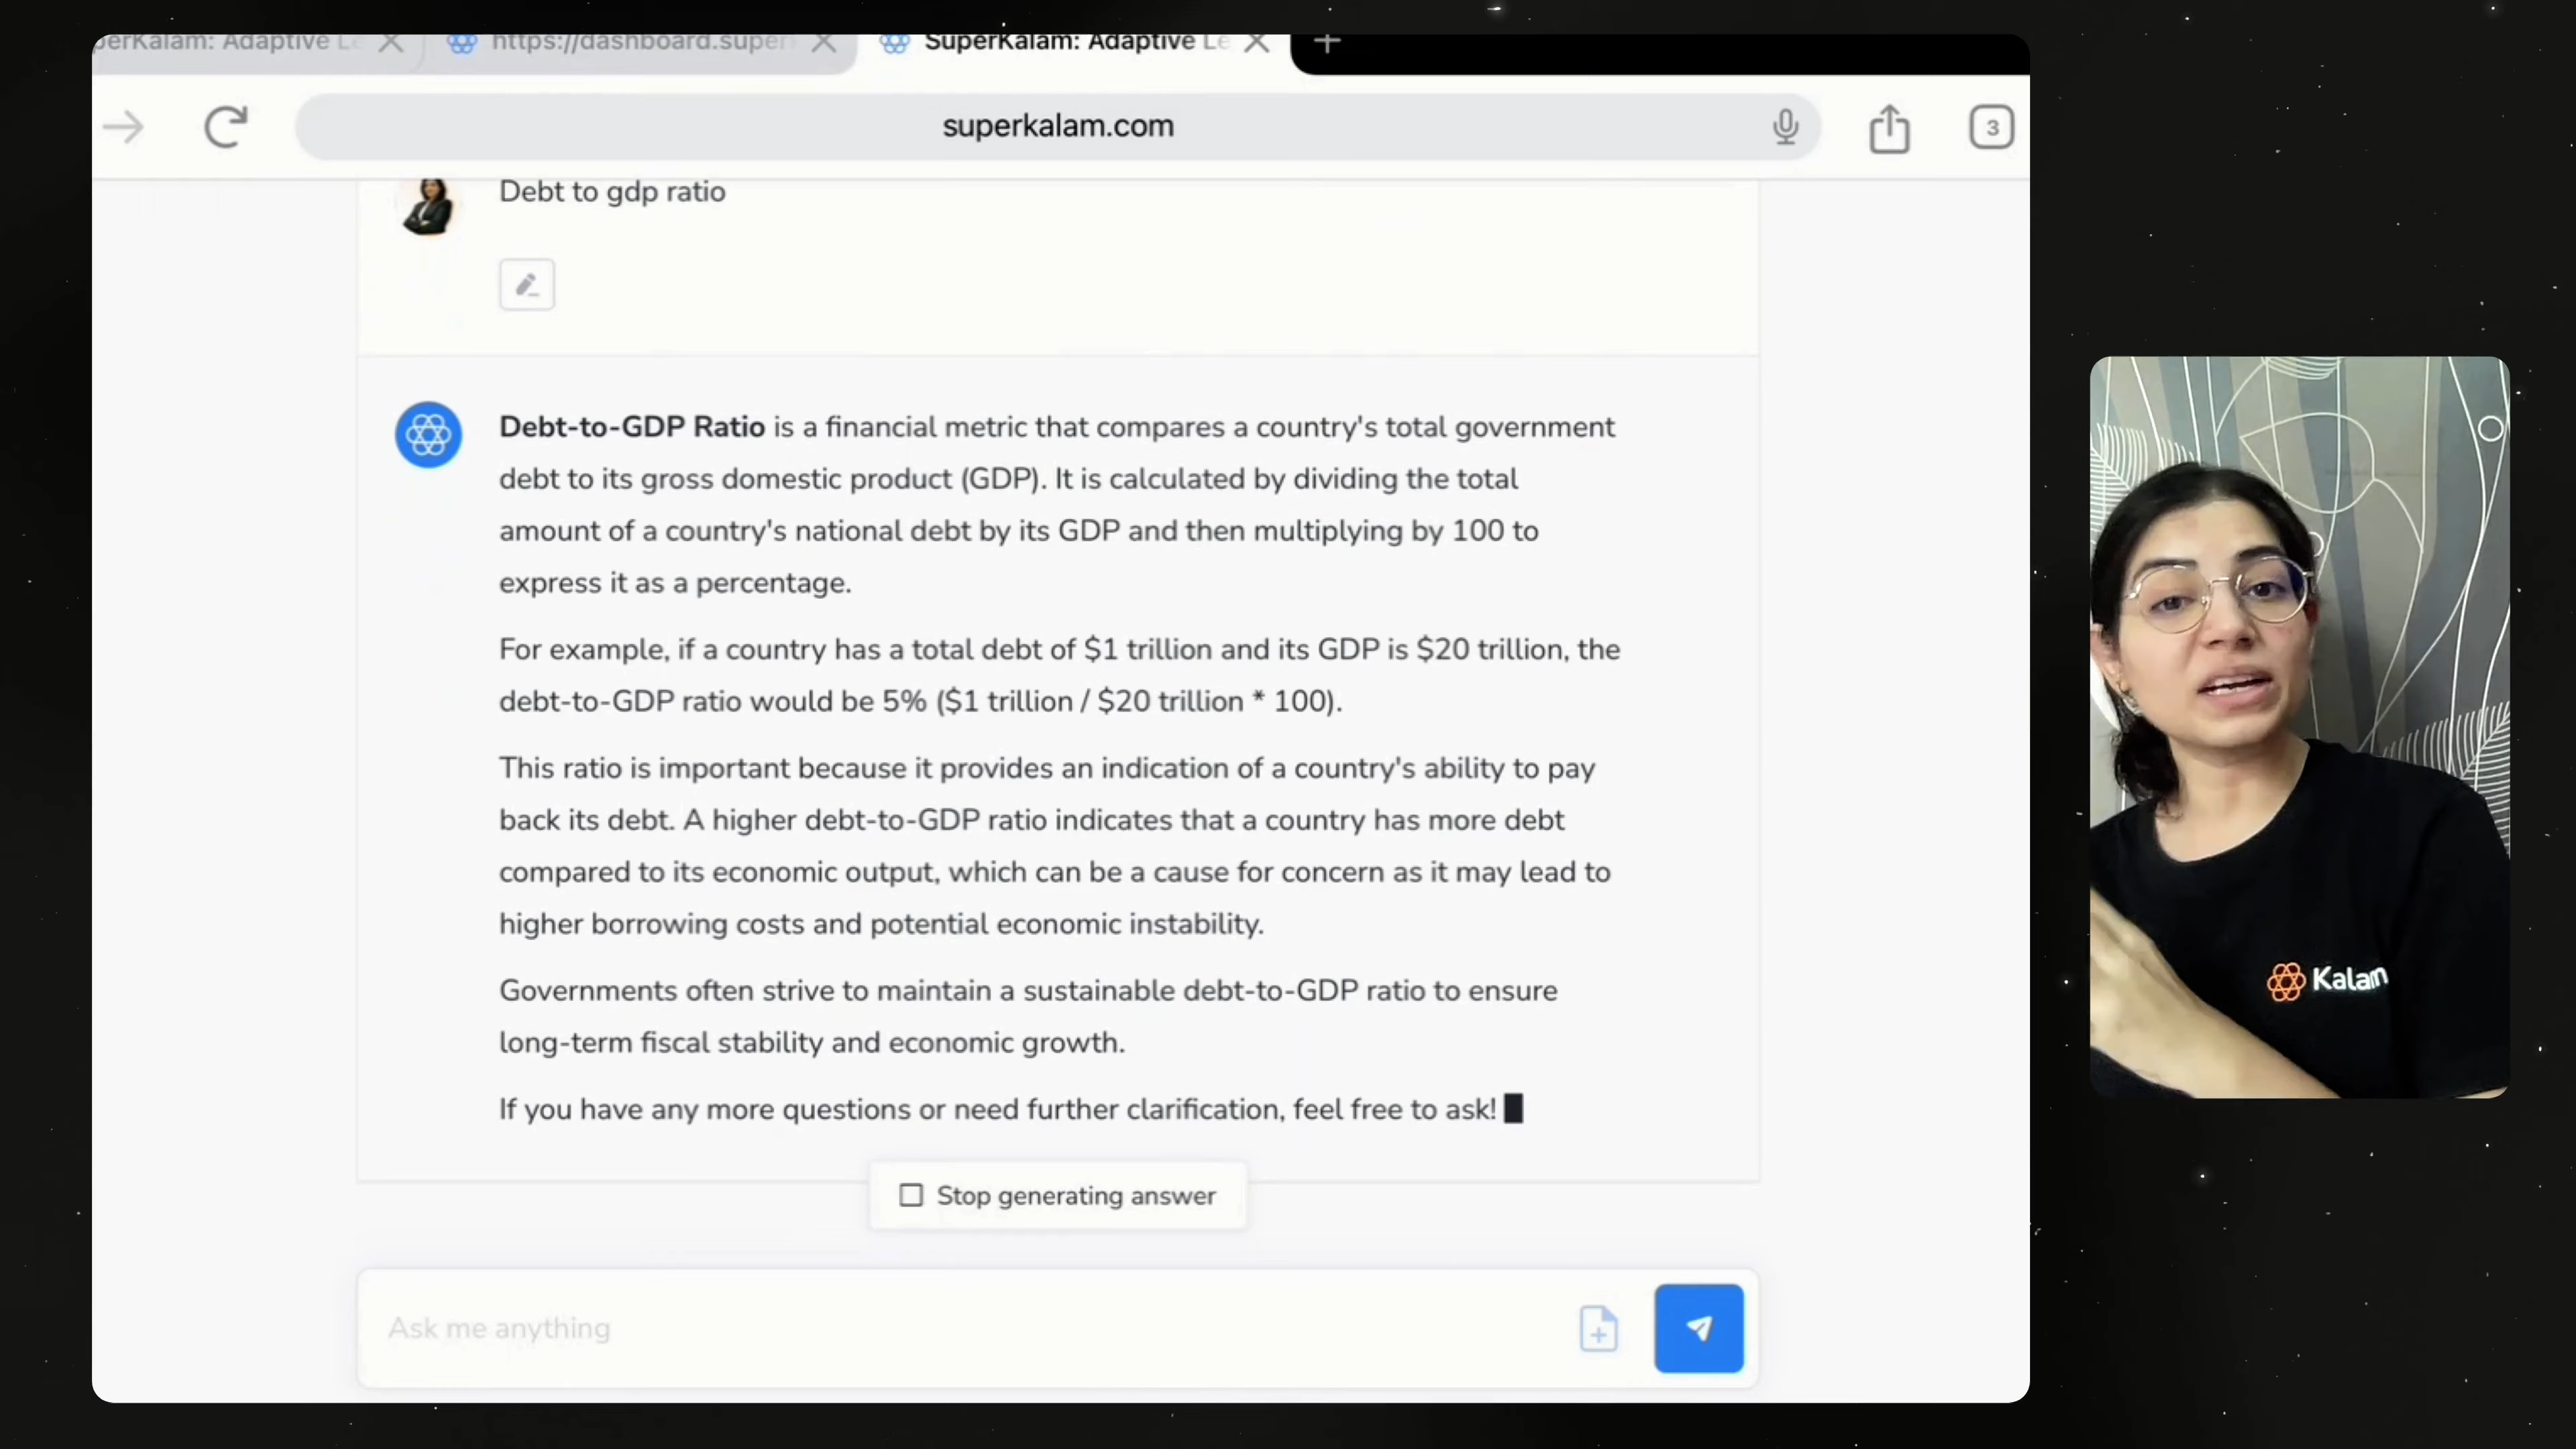 perKalam: Adaptive Le
https://dashboard.super
SuperKalam: Adaptive Le
superkalam.com
3
Debt to gdp ratio
Debt-to-GDP Ratio is a financial metric that compares a country's total government
debt to its gross domestic product (GDP). It is calculated by dividing the total
amount of a country's national debt by its GDP and then multiplying by 100 to
express it as a percentage.
For example, if a country has a total debt of $1 trillion and its GDP is $20 trillion, the
debt-to-GDP ratio would be 5% ($1 trillion / $20 trillion * 100).
This ratio is important because it provides an indication of a country's ability to pay
back its debt. A higher debt-to-GDP ratio indicates that a country has more debt
compared to its economic output, which can be a cause for concern as it may lead to
higher borrowing costs and potential economic instability.
Governments often strive to maintain a sustainable debt-to-GDP ratio to ensure
long-term fiscal stability and economic growth.
If you have any more questions or need further clarification, feel free to ask!
Stop generating answer
Ask me anything
Kalam